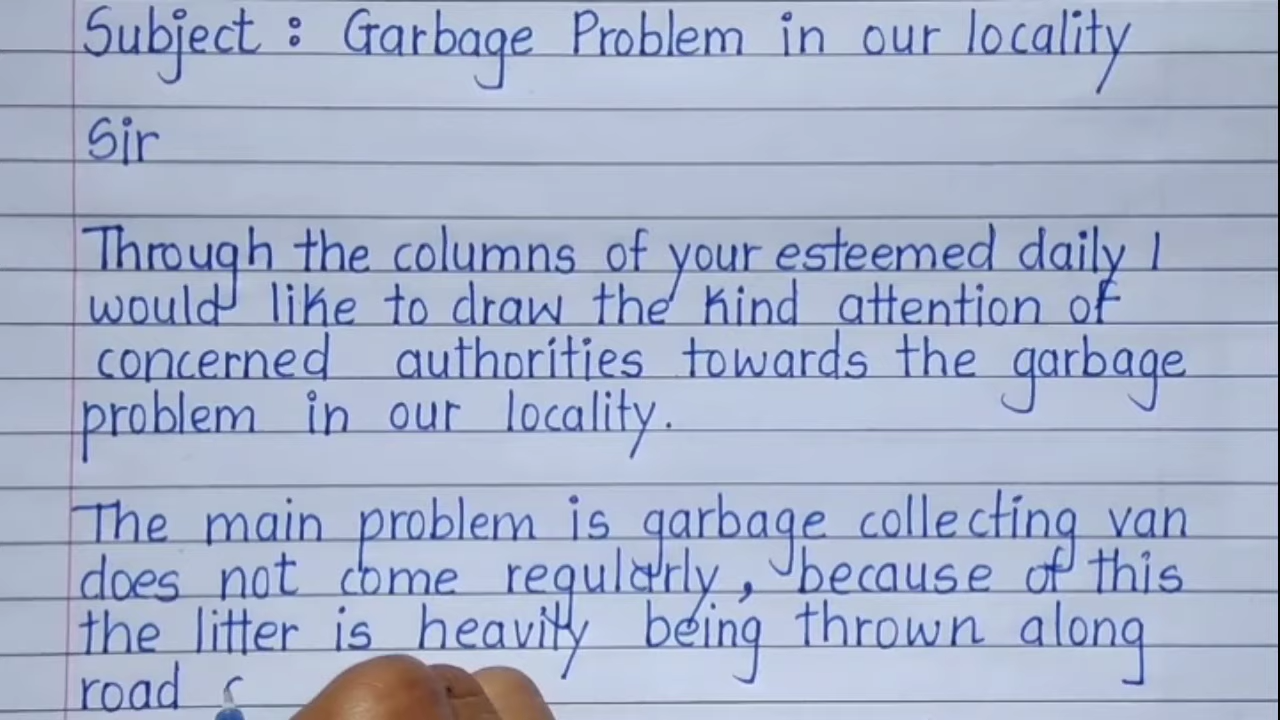 Subject : Garbage Problem in our locality
Sir
Through the columns of your esteemed daily I
would like to draw the kind attention of
concerned authorities towards the garbage
problem in our locality.
The main problem is garbage collecting van
does not come regularly, because of this
the litter is heavily being thrown along
road